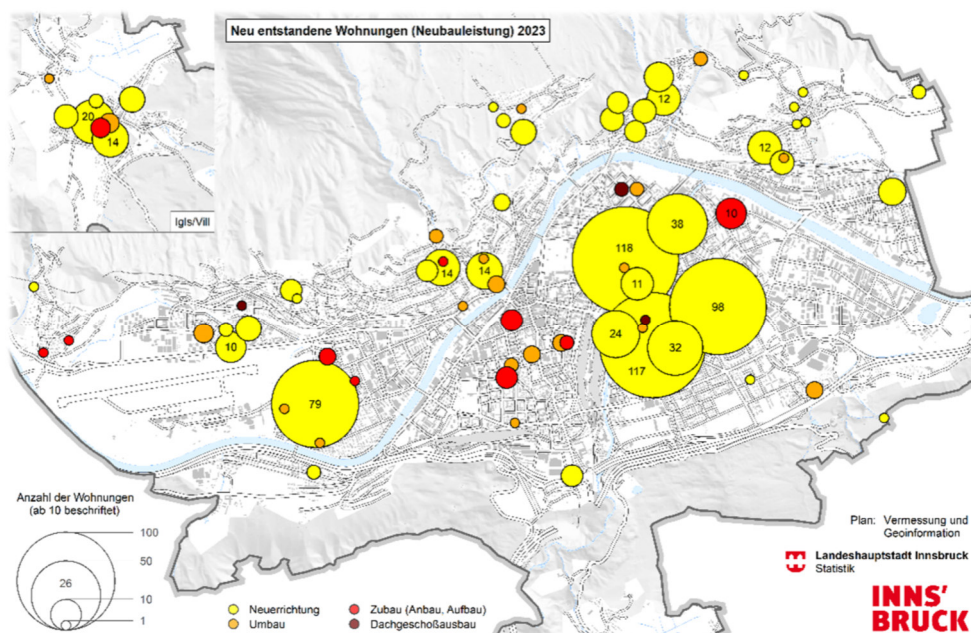 Neu entstandene Wohnungen (Neubauleistung) 2023
20
14
Igls/Vill
12
12
10
38
118
11
98
24
32
117
14
14
10
79
Anzahl der Wohnungen
(ab 10 beschriftet)
100
50
26
10
1
Neuerrichtung
Umbau
Zubau (Anbau, Aufbau)
Dachgeschoßausbau
Plan: Vermessung und
Geoinformation
Landeshauptstadt Innsbruck
Statistik
INNS'
BRUCK